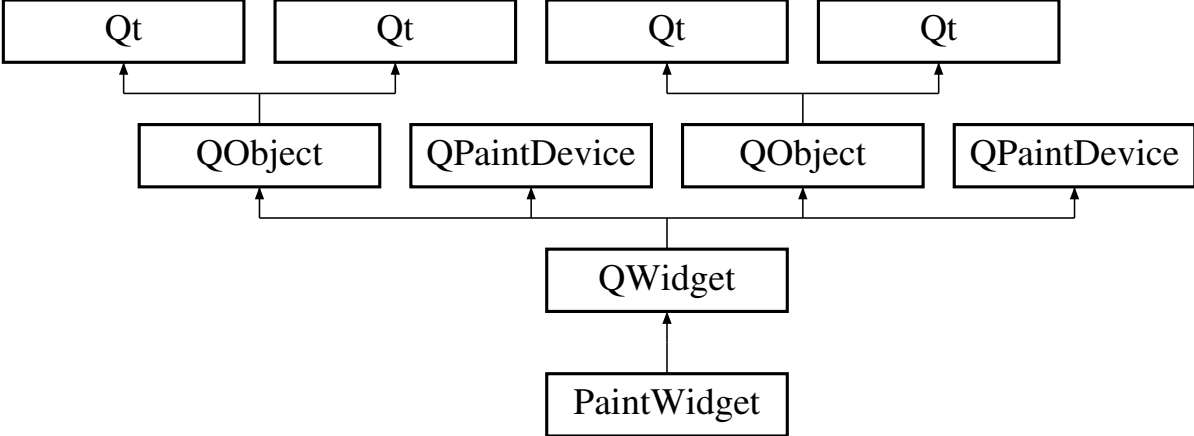 Qt
Qt
Qt
Qt
QObject
QPaintDevice
QObject
QPaintDevice
QWidget
PaintWidget